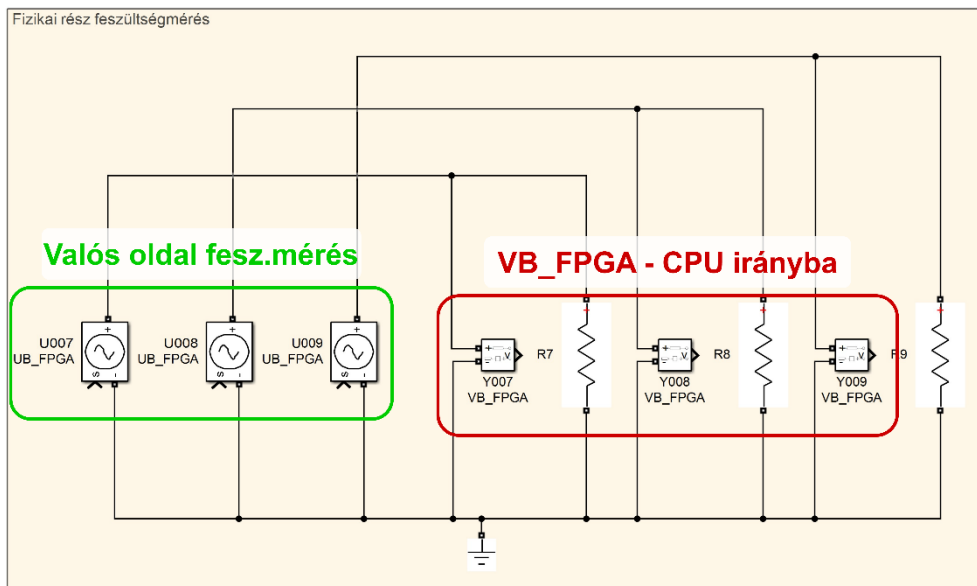 Fizikai rész feszültségmérés
Valós oldal fesz.mérés
VB_FPGA - CPU irányba
U007
UB_FPGA
+
S
-
U008
UB_FPGA
+
S
-
U009
UB_FPGA
+
S
-
+
-
V
Y007
VB_FPGA
R7
+
+
-
V
Y008
VB_FPGA
R8
+
+
-
V
Y009
VB_FPGA
R9
+